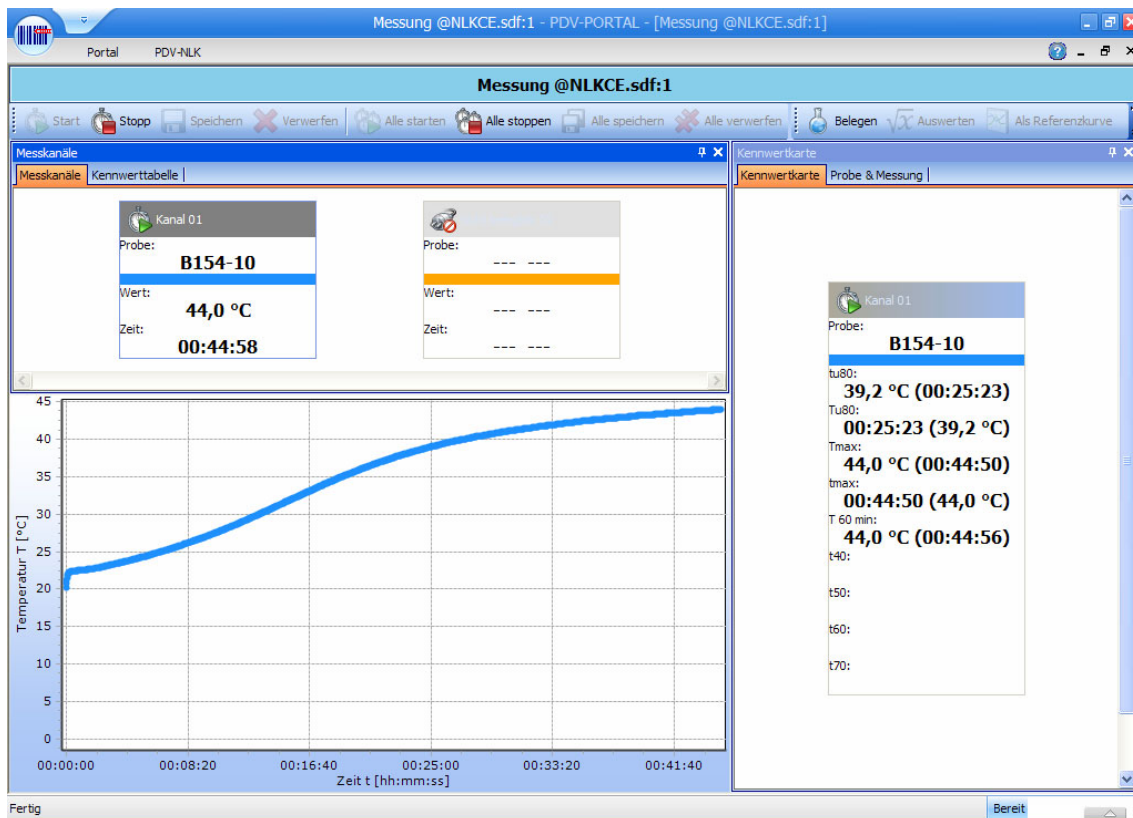 Messung @NLKCE.sdf:1 - PDV-PORTAL - [Messung @NLKCE.sdf:1]
Portal PDV-NLK
Messung @NLKCE.sdf:1
Start Stopp Speichern Verwerfen Alle starten Alle stoppen Alle speichern Alle verwerfen Belegen √x Auswerten Als Referenzkurve
Messkanäle
Messkanäle Kennwerttabelle
Kanal 01
Probe:
B154-10
Wert:
44,0 °C
Zeit:
00:44:58
Probe:
--- ---
Wert:
--- ---
Zeit:
--- ---
Temperatur T [°C]
45
40
35
30
25
20
15
10
5
0
00:00:00 00:08:20 00:16:40 00:25:00 00:33:20 00:41:40
Zeit t [hh:mm:ss]
Kennwertkarte
Kennwertkarte Probe & Messung
Kanal 01
Probe:
B154-10
tu80:
39,2 °C (00:25:23)
Tu80:
00:25:23 (39,2 °C)
Tmax:
44,0 °C (00:44:50)
tmax:
00:44:50 (44,0 °C)
T 60 min:
44,0 °C (00:44:56)
t40:
t50:
t60:
t70:
Fertig Bereit